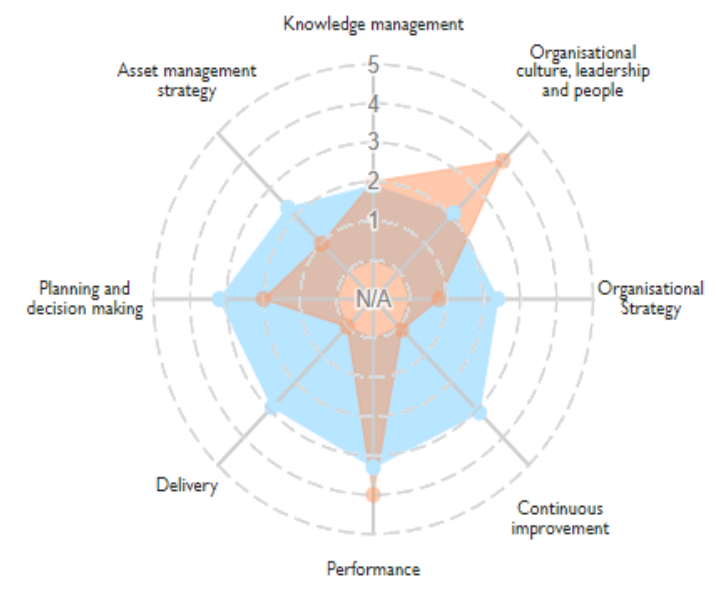 Knowledge management
Organisational
culture, leadership
and people
Asset management
strategy
5
4
3
2
1
N/A
Planning and
decision making
Organisational
Strategy
Delivery
Continuous
improvement
Performance